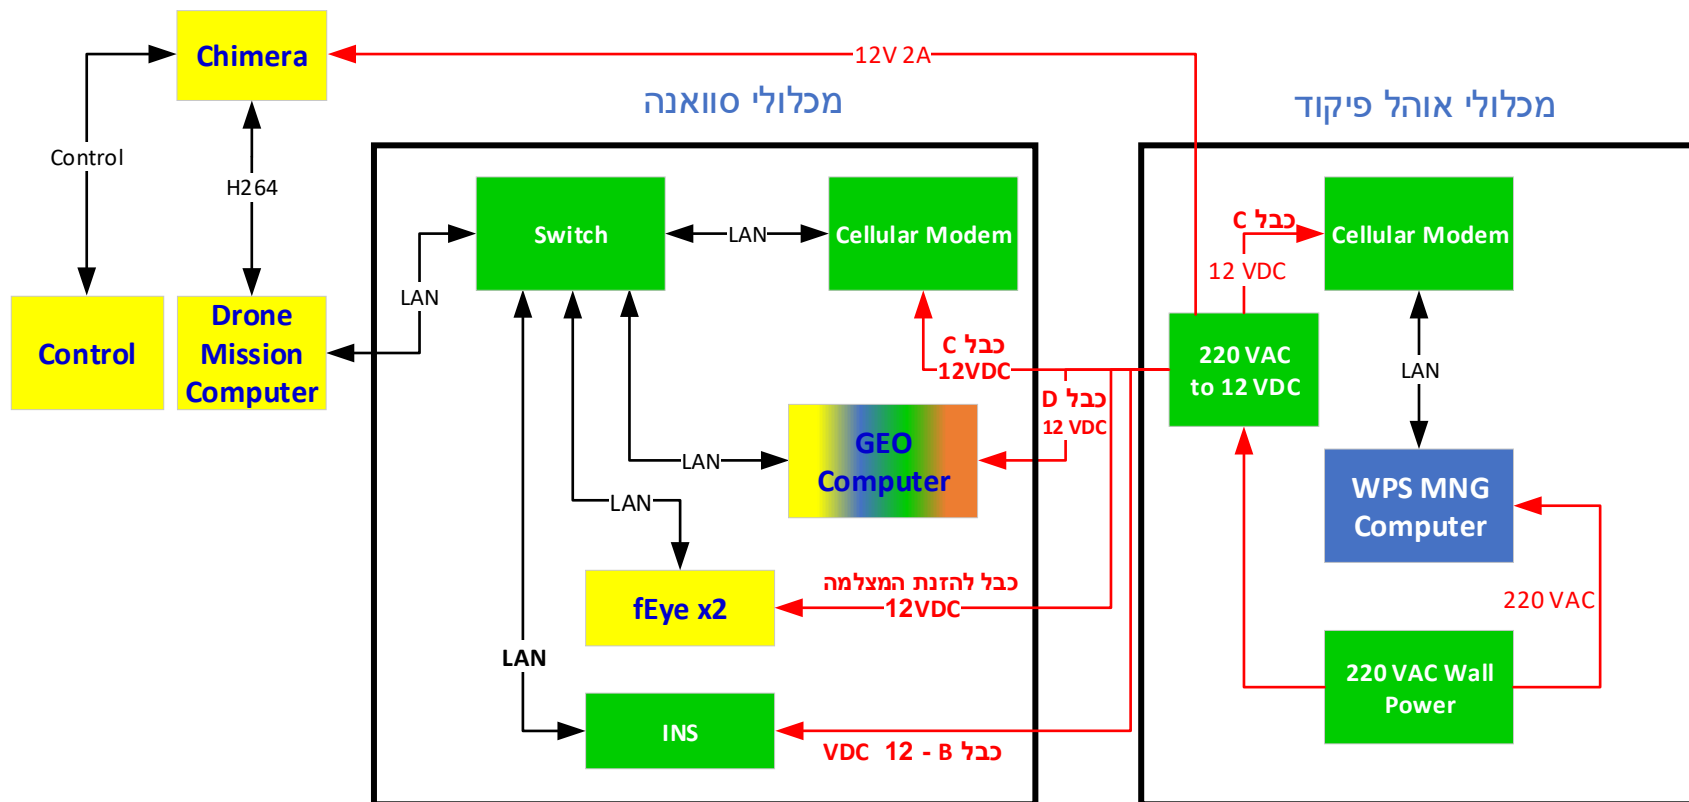 Chimera
12V 2A
מכלולי סוואנה
מכלולי אוהל פיקוד
Control
H264
Switch
LAN
Cellular Modem
כבל C
12 VDC
Cellular Modem
LAN
Control
Drone
Mission
Computer
כבל C
12VDC
220 VAC
to 12 VDC
LAN
כבל D
12 VDC
GEO
Computer
LAN
LAN
WPS MNG
Computer
כבל להזנת המצלמה
12VDC
fEye x2
220 VAC
LAN
220 VAC Wall
Power
INS
כבל B - 12 VDC